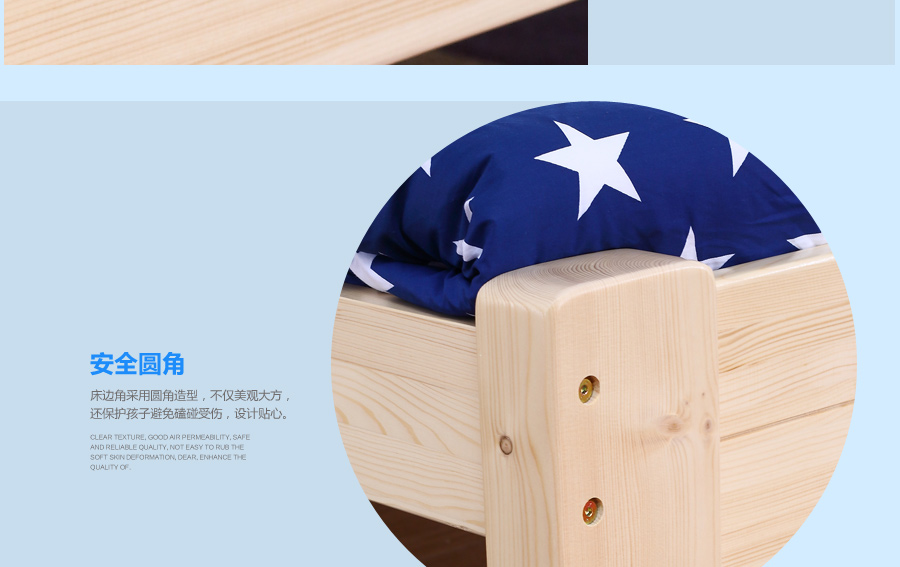 安全圆角
床边角采用圆角造型，不仅美观大方，
还保护孩子避免磕碰受伤，设计贴心。
CLEAR TEXTURE, GOOD AIR PERMEABILITY, SAFE
AND RELIABLE QUALITY, NOT EASY TO RUB THE
SOFT SKIN DEFORMATION, DEAR, ENHANCE THE
QUALITY OF.